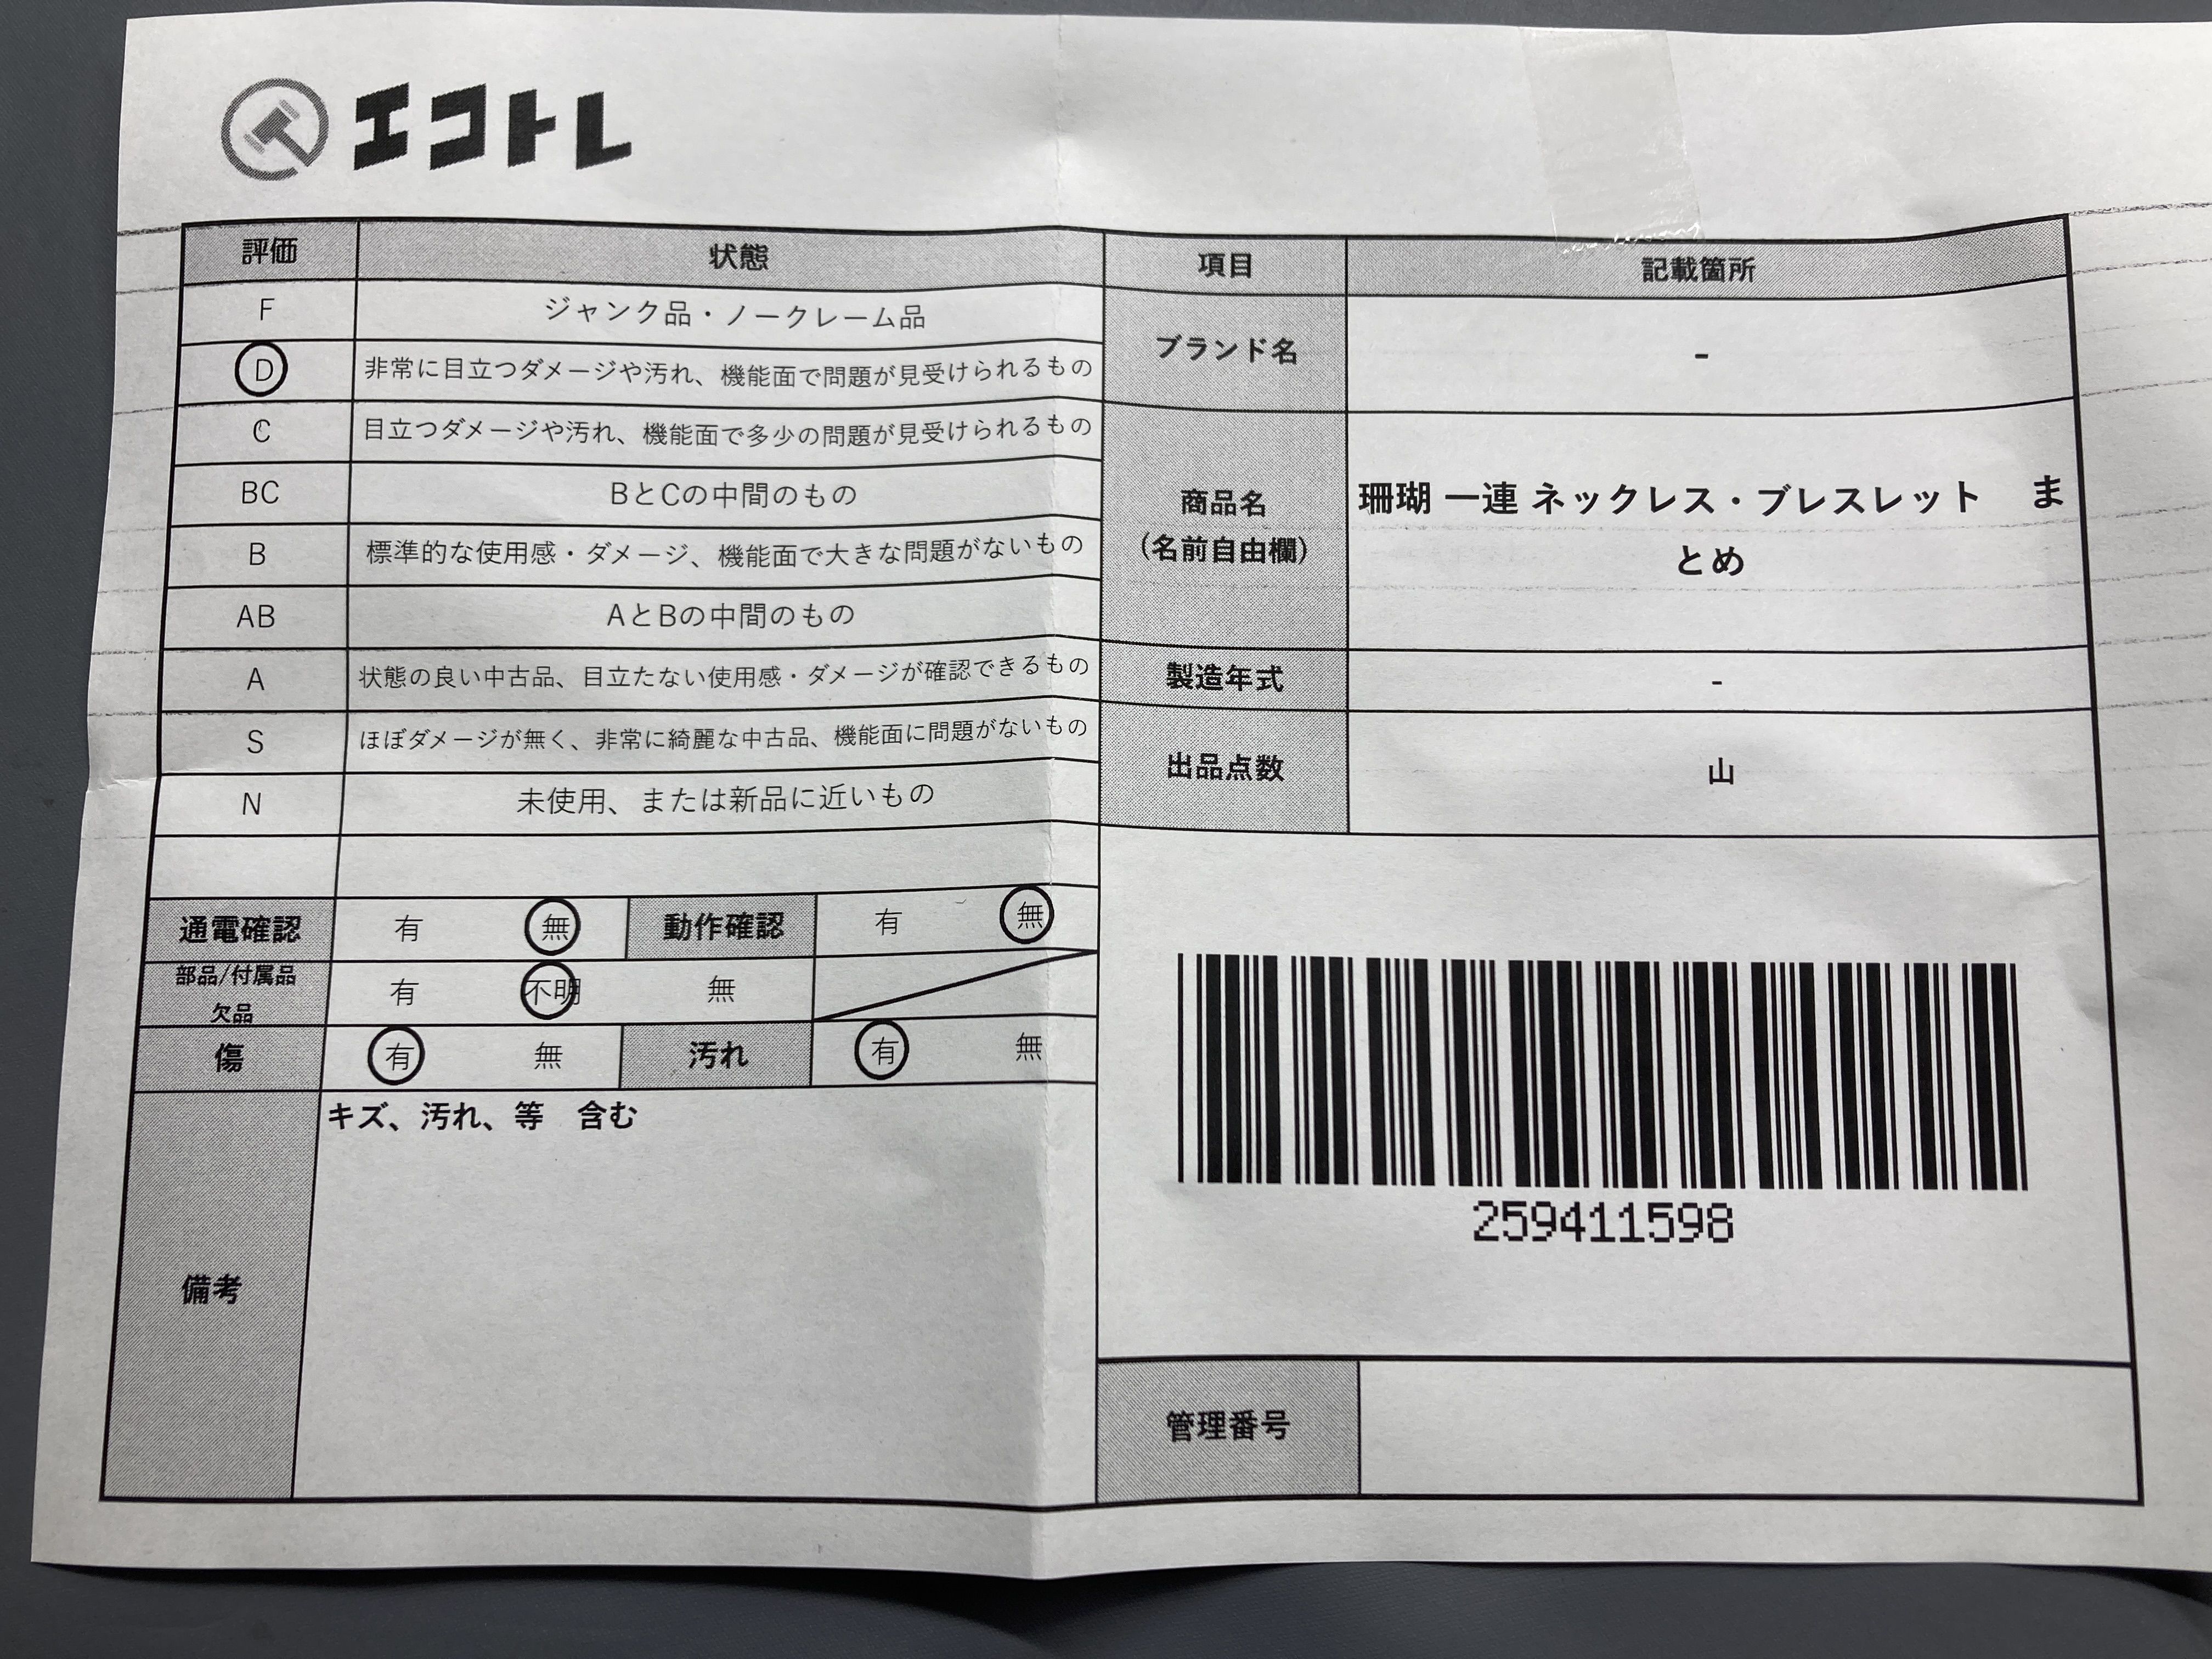 エコトレ
評価 状態
F ジャンク品・ノークレーム品
D 非常に目立つダメージや汚れ、機能面で問題が見受けられるもの
C 目立つダメージや汚れ、機能面で多少の問題が見受けられるもの
BC BとCの中間のもの
B 標準的な使用感・ダメージ、機能面で大きな問題がないもの
AB AとBの中間のもの
A 状態の良い中古品、目立たない使用感・ダメージが確認できるもの
S ほぼダメージが無く、非常に綺麗な中古品、機能面に問題がないもの
N 未使用、または新品に近いもの
通電確認 有 無 動作確認 有 無
部品/付属品
欠品 有 不明 無
傷 有 無 汚れ 有 無
備考 キズ、汚れ、等　含む
項目 記載箇所
ブランド名 -
商品名
(名前自由欄)
珊瑚 一連 ネックレス・ブレスレット　ま
とめ
製造年式 -
出品点数 山
259411598
管理番号